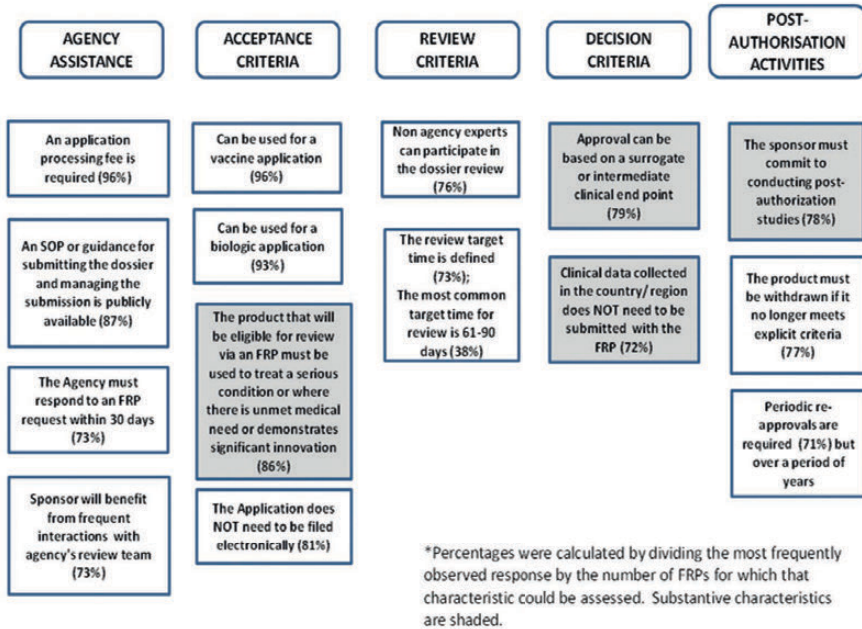 AGENCY
ASSISTANCE
An application
processing fee is
required (96%)
An SOP or guidance for
submitting the dossier
and managing the
submission is publicly
available (87%)
The Agency must
respond to an FRP
request within 30 days
(73%)
Sponsor will benefit
from frequent
interactions with
agency's review team
(73%)
ACCEPTANCE
CRITERIA
Can be used for a
vaccine application
(96%)
Can be used for a
biologic application
(93%)
The product that will
be eligible for review
via an FRP must be
used to treat a serious
condition or where
there is unmet medical
need or demonstrates
significant innovation
(86%)
The Application does
NOT need to be filed
electronically (81%)
REVIEW
CRITERIA
Non agency experts
can participate in
the dossier review
(76%)
The review target
time is defined
(73%);
The most common
target time for
review is 61-90
days (38%)
DECISION
CRITERIA
Approval can be
based on a surrogate
or intermediate
clinical end point
(79%)
Clinical data collected
in the country/ region
does NOT need to be
submitted with the
FRP (72%)
POST-
AUTHORISATION
ACTIVITIES
The sponsor must
commit to
conducting post-
authorization
studies (78%)
The product must
be withdrawn if it
no longer meets
explicit criteria
(77%)
Periodic re-
approvals are
required (71%) but
over a period of
years
*Percentages were calculated by dividing the most frequently
observed response by the number of FRPs for which that
characteristic could be assessed. Substantive characteristics
are shaded.